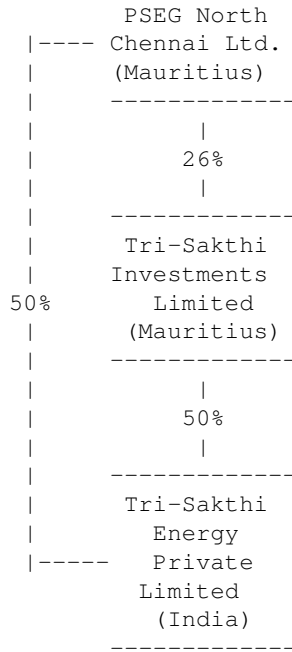 PSEG North
|---- Chennai Ltd.
| (Mauritius)
| -------------
| |
| 26%
| |
| -------------
| Tri-Sakthi
| Investments
50% Limited
| (Mauritius)
| -------------
| |
| 50%
| |
| -------------
| Tri-Sakthi
| Energy
|----- Private
Limited
(India)
-------------